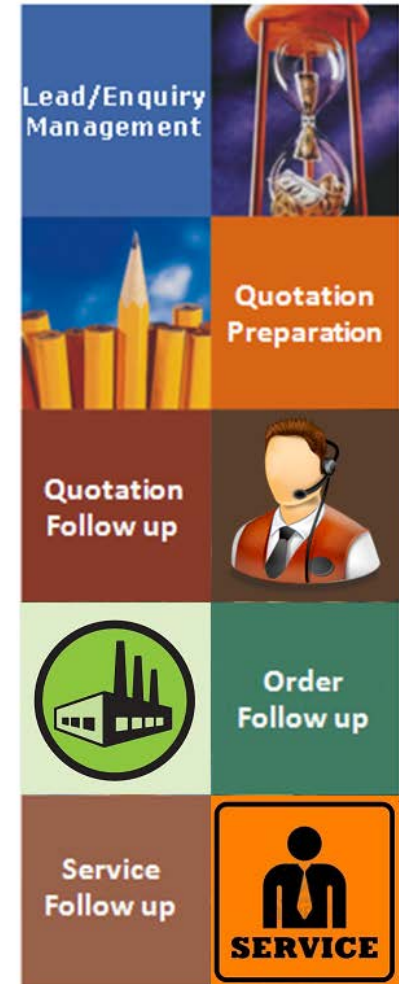 Lead/Enquiry
Management
Quotation
Preparation
Quotation
Follow up
Order
Follow up
Service
Follow up
SERVICE